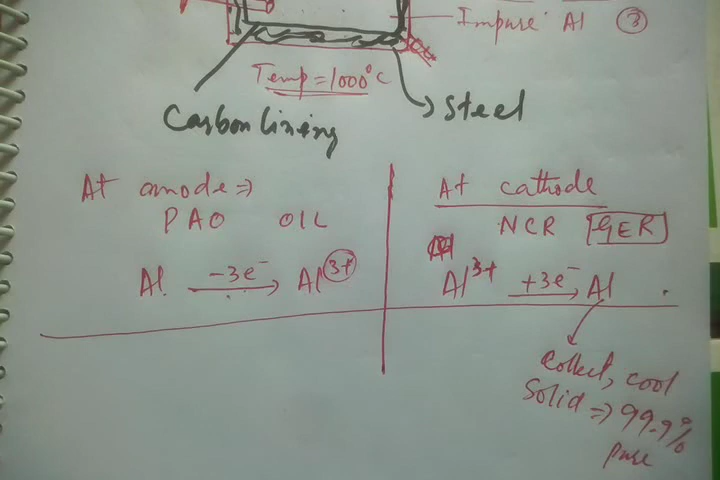 Impure Al ③
Temp = 1000°C
Carbon lining
Steel
At anode ⇒
PAO OIL
Al -3e⁻ → Al³⁺
At cathode
NCR GER
Al³⁺ +3e⁻ → Al
Collect, cool
Solid ⇒ 99.9%
pure